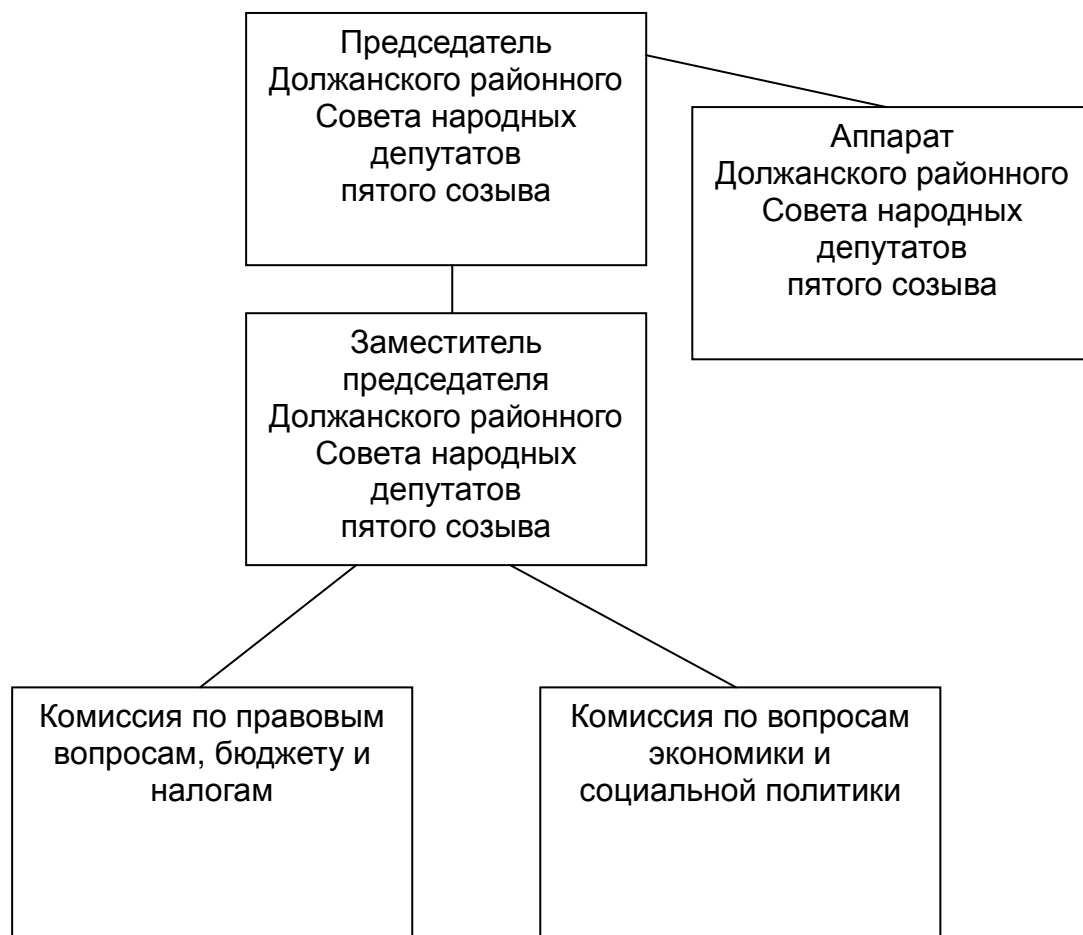 Председатель
Должанского районного
Совета народных
депутатов
пятого созыва
Аппарат
Должанского районного
Совета народных
депутатов
пятого созыва
Заместитель
председателя
Должанского районного
Совета народных
депутатов
пятого созыва
Комиссия по правовым
вопросам, бюджету и
налогам
Комиссия по вопросам
экономики и
социальной политики